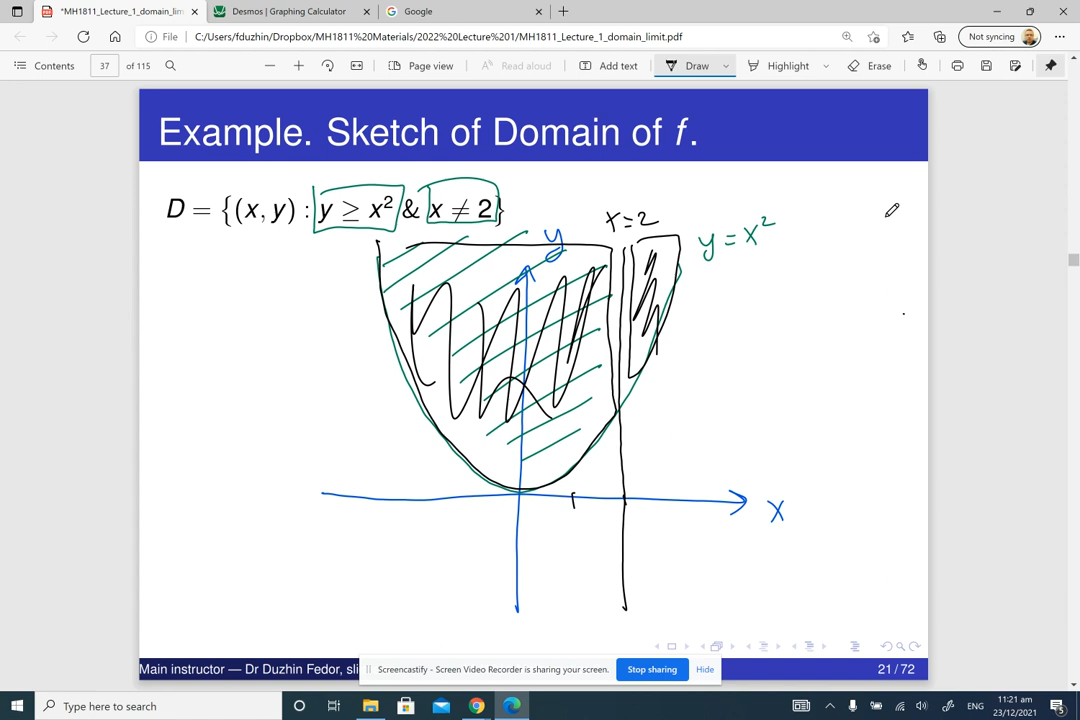 *MH1811_Lecture_1_domain_lim
Desmos | Graphing Calculator
Google
File
C:/Users/fduzhin/Dropbox/MH1811%20Materials/2022%20Lecture%201/MH1811_Lecture_1_domain_limit.pdf
Not syncing
Contents
37
of 115
Page view
Read aloud
Add text
Draw
Highlight
Erase
Example. Sketch of Domain of f.
D = {(x, y) : y ≥ x² & x ≠ 2}
x=2
y = x²
y
x
Main instructor — Dr Duzhin Fedor, sli
Screencastify - Screen Video Recorder is sharing your screen.
Stop sharing
Hide
21 / 72
Type here to search
ENG
11:21 am
23/12/2021
5